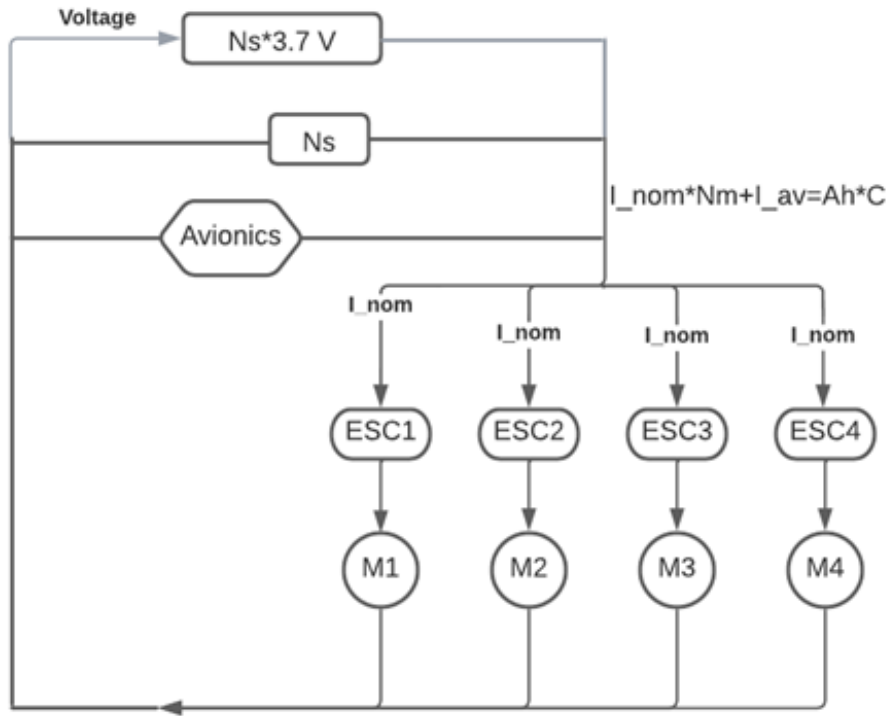 Voltage
Ns*3.7 V
Ns
I_nom*Nm+I_av=Ah*C
Avionics
I_nom
I_nom
I_nom
I_nom
ESC1
ESC2
ESC3
ESC4
M1
M2
M3
M4